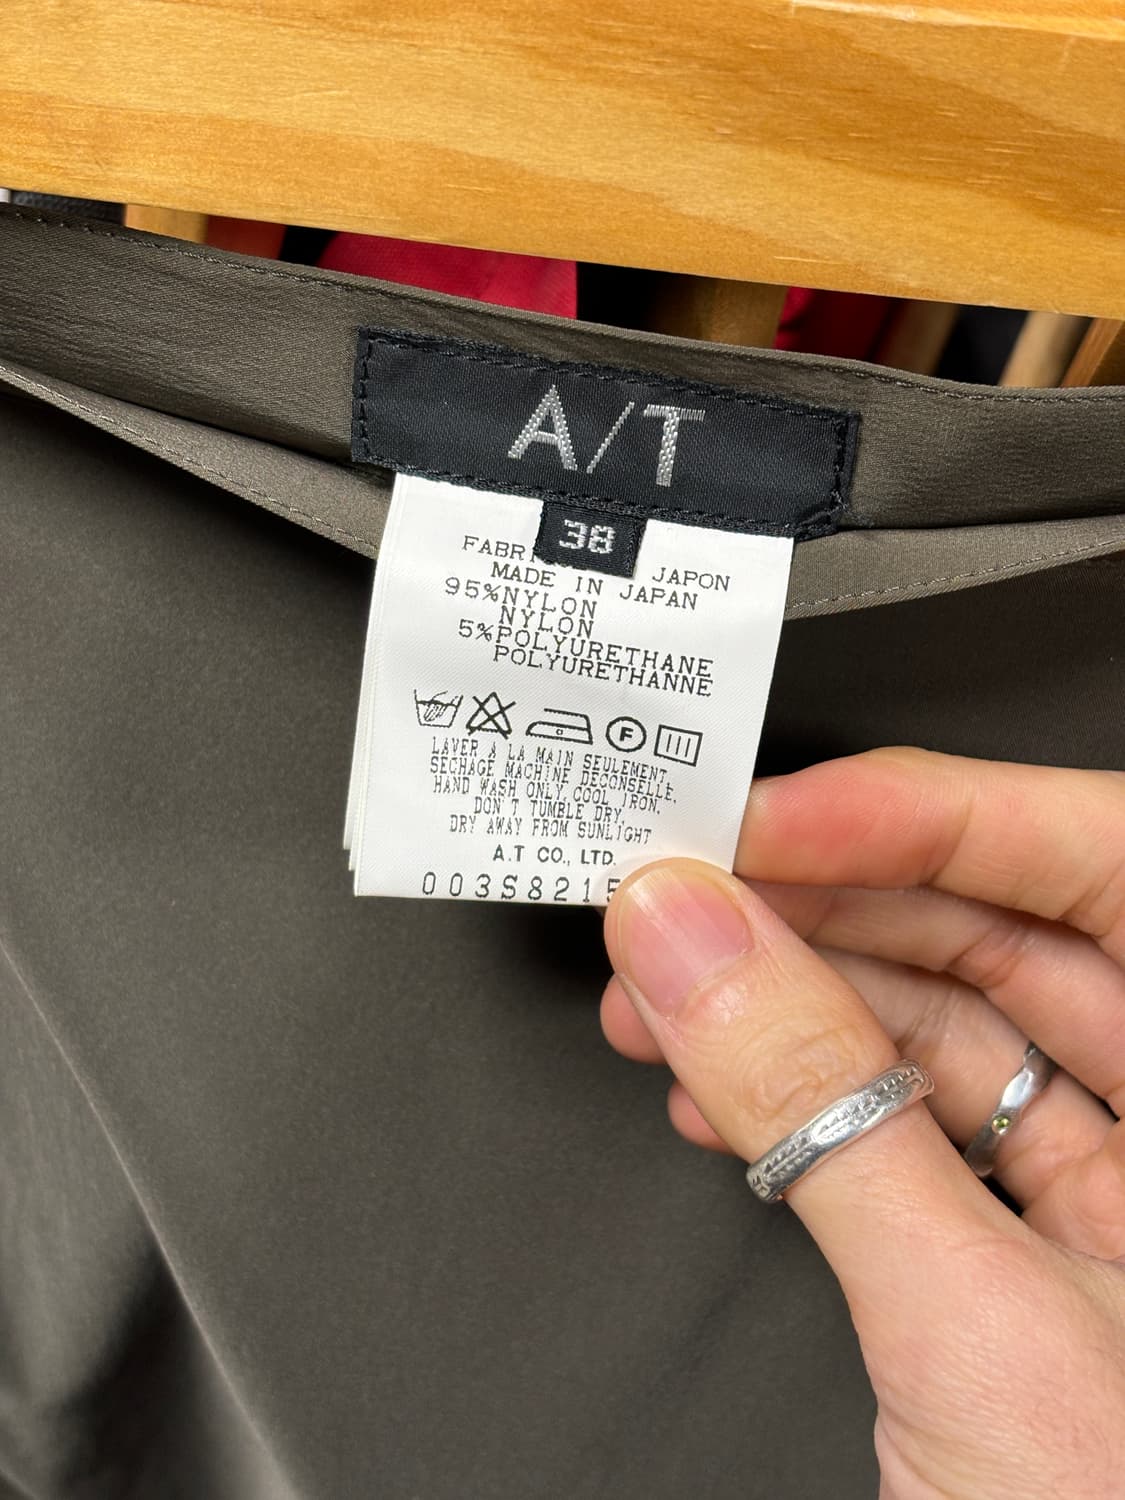 A/T
38
FABR JAPON
MADE IN JAPAN
95%NYLON
NYLON
5%POLYURETHANE
POLYURETHANNE
F
LAVER A LA MAIN SEULEMENT,
SECHAGE MACHINE DECONSELLE.
HAND WASH ONLY, COOL IRON.
DON'T TUMBLE DRY.
DRY AWAY FROM SUNLIGHT
A.T CO., LTD.
003S8215